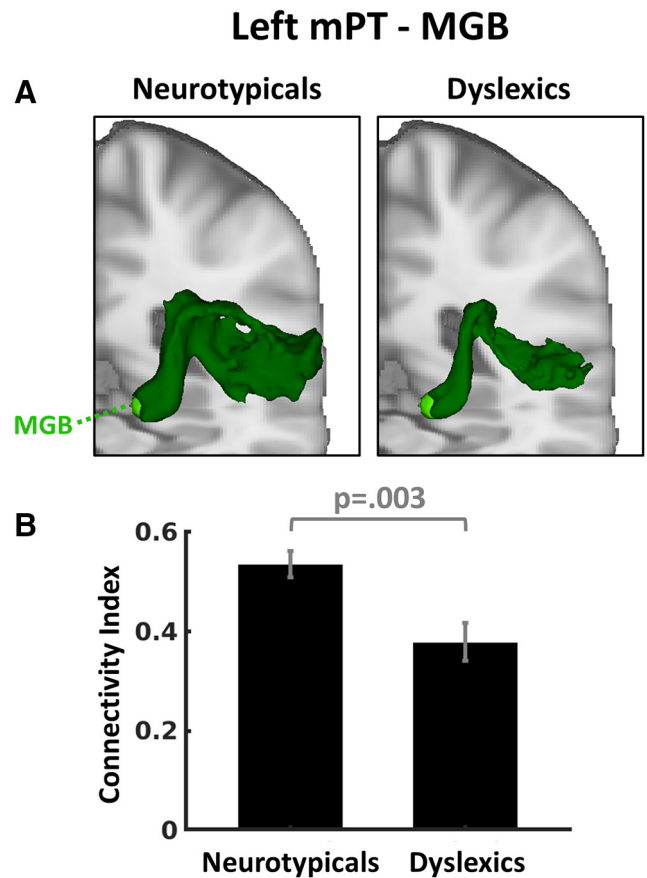 Left mPT - MGB
A
Neurotypicals Dyslexics
MGB
B
p=.003
0.6
0.4
0.2
0
Connectivity Index
Neurotypicals Dyslexics